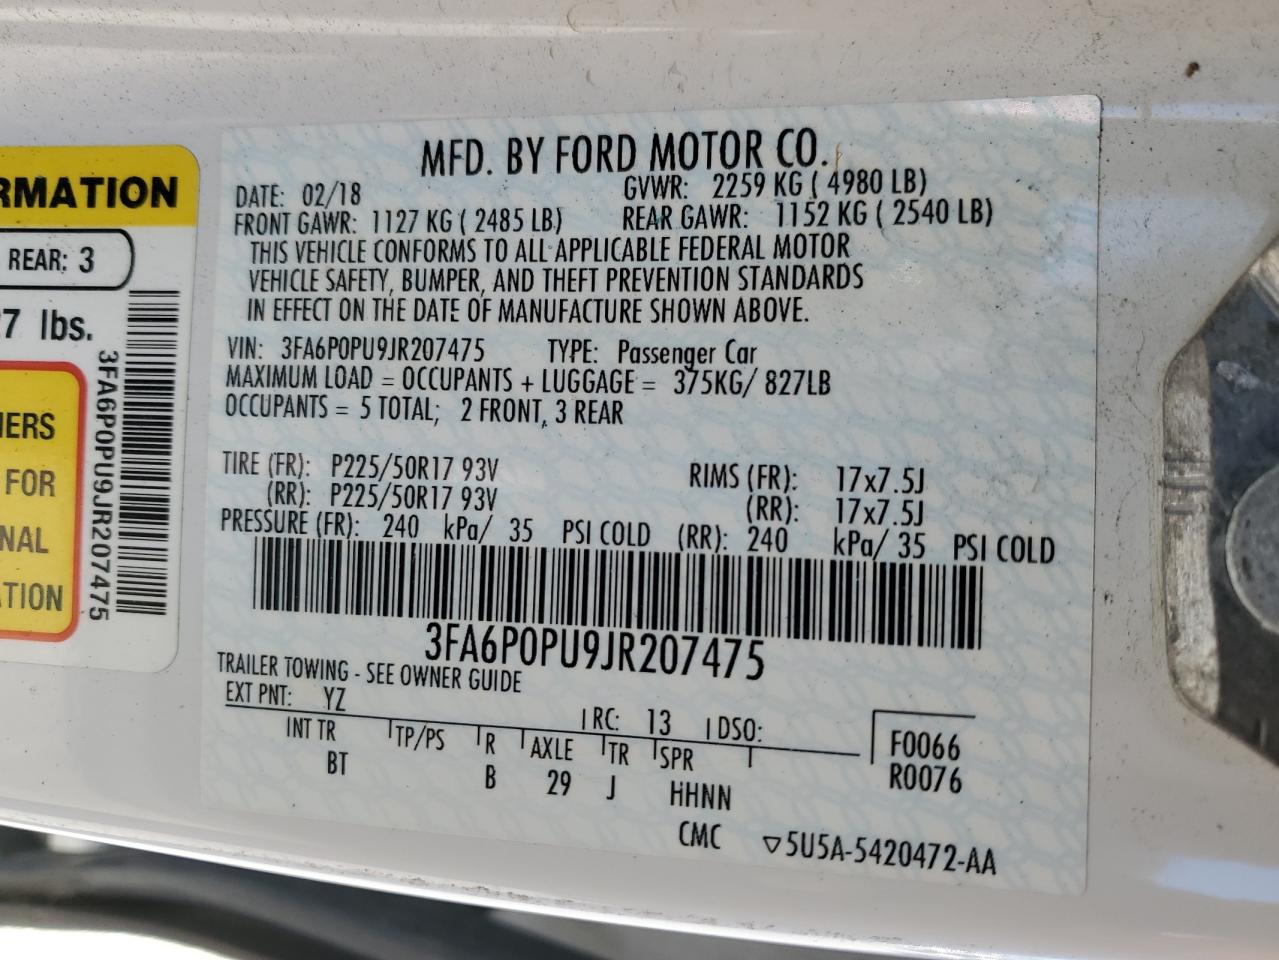 RMATION
REAR: 3
7 lbs.
3FA6P0PU9JR207475
IERS
FOR
NAL
TION
MFD. BY FORD MOTOR CO.
DATE: 02/18 GVWR: 2259 KG ( 4980 LB)
FRONT GAWR: 1127 KG ( 2485 LB) REAR GAWR: 1152 KG ( 2540 LB)
THIS VEHICLE CONFORMS TO ALL APPLICABLE FEDERAL MOTOR
VEHICLE SAFETY, BUMPER, AND THEFT PREVENTION STANDARDS
IN EFFECT ON THE DATE OF MANUFACTURE SHOWN ABOVE.
VIN: 3FA6P0PU9JR207475 TYPE: Passenger Car
MAXIMUM LOAD = OCCUPANTS + LUGGAGE = 375KG/ 827LB
OCCUPANTS = 5 TOTAL; 2 FRONT, 3 REAR
TIRE (FR): P225/50R17 93V RIMS (FR): 17x7.5J
(RR): P225/50R17 93V (RR): 17x7.5J
PRESSURE (FR): 240 kPa/ 35 PSI COLD (RR): 240 kPa/ 35 PSI COLD
3FA6P0PU9JR207475
TRAILER TOWING - SEE OWNER GUIDE
EXT PNT: YZ RC: 13 DSO:
INT TR TP/PS R AXLE TR SPR F0066
BT B 29 J HHNN R0076
CMC ▽5U5A-5420472-AA